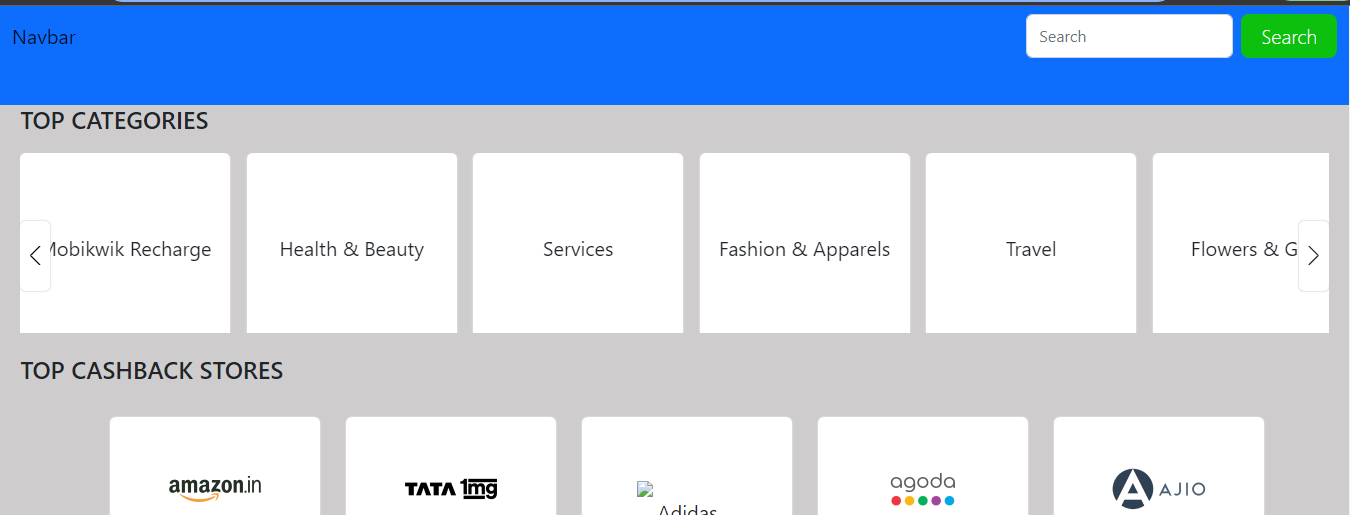 Navbar
Search
Search
TOP CATEGORIES
Mobikwik Recharge
Health & Beauty
Services
Fashion & Apparels
Travel
Flowers & G
TOP CASHBACK STORES
amazon.in
TATA 1mg
Adidas
agoda
AJIO